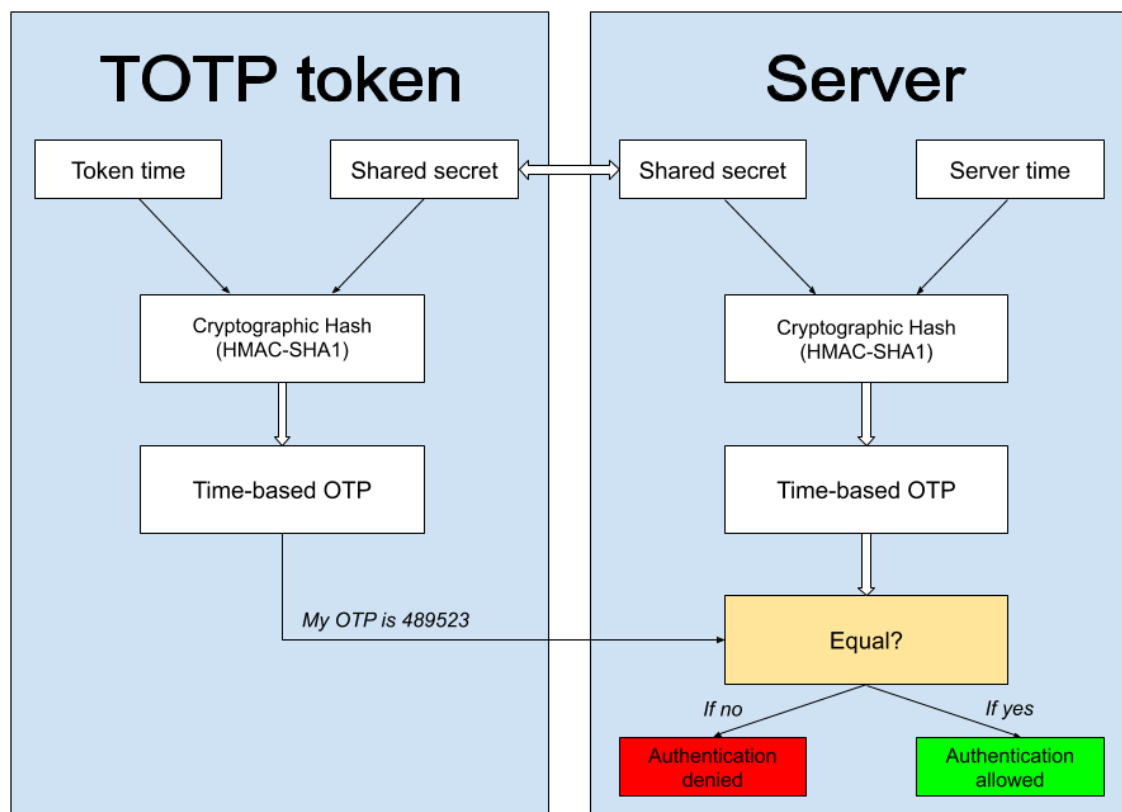 TOTP token
Server
Token time
Shared secret
Shared secret
Server time
Cryptographic Hash
(HMAC-SHA1)
Cryptographic Hash
(HMAC-SHA1)
Time-based OTP
Time-based OTP
My OTP is 489523
Equal?
If no
If yes
Authentication
denied
Authentication
allowed